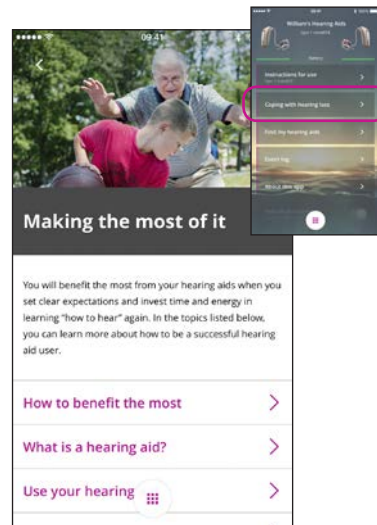 09.41
Making the most of it
You will benefit the most from your hearing aids when you
set clear expectations and invest time and energy in
learning "how to hear" again. In the topics listed below,
you can learn more about how to be a successful hearing
aid user.
How to benefit the most
What is a hearing aid?
Use your hearing
09:41
William's Hearing Aids
Battery
Instructions for use
Coping with hearing loss
Find my hearing aids
Event log
About this app